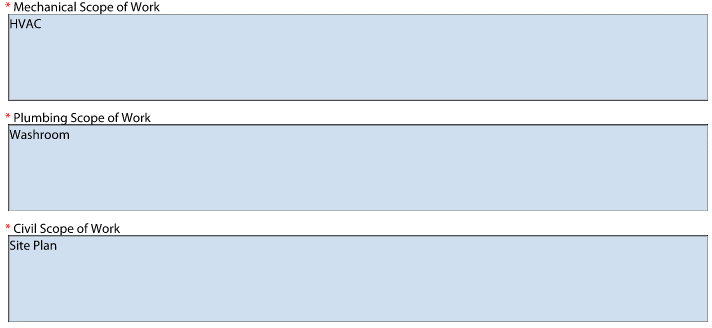 * Mechanical Scope of Work
HVAC
* Plumbing Scope of Work
Washroom
* Civil Scope of Work
Site Plan